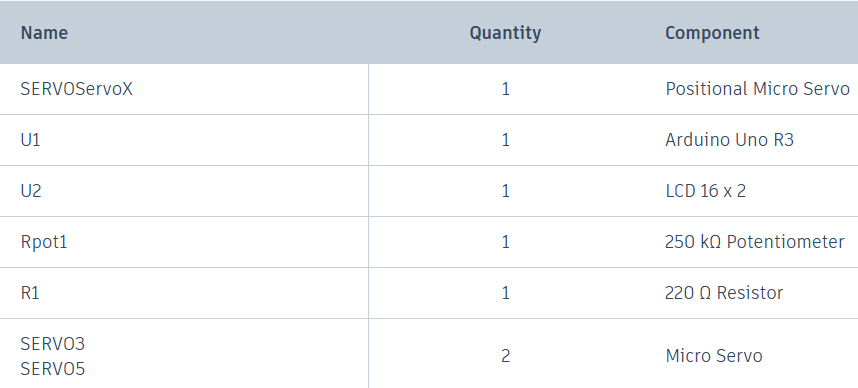 Name Quantity Component
SERVOServoX 1 Positional Micro Servo
U1 1 Arduino Uno R3
U2 1 LCD 16 x 2
Rpot1 1 250 kΩ Potentiometer
R1 1 220 Ω Resistor
SERVO3
SERVO5 2 Micro Servo